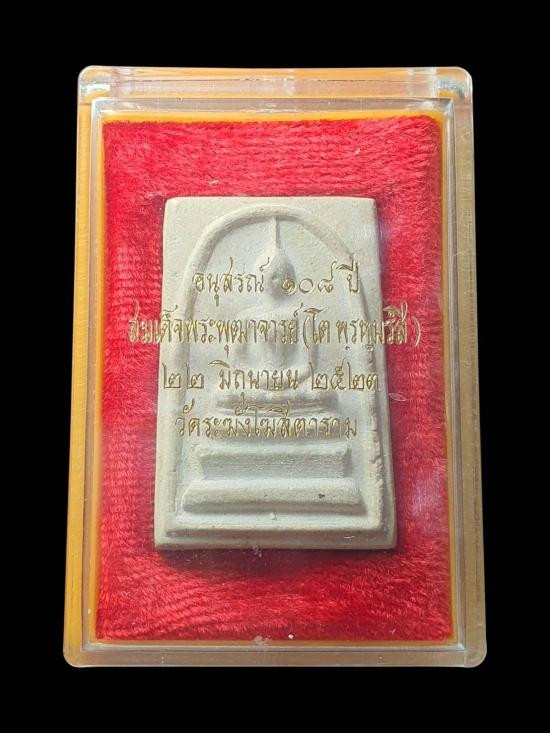 อนุสรณ์ ๑๐๘ ปี
สมเด็จพระพุฒาจารย์ (โต พรหมรังสี)
๒๒ มิถุนายน ๒๕๒๓
วัดระฆังโฆสิตาราม